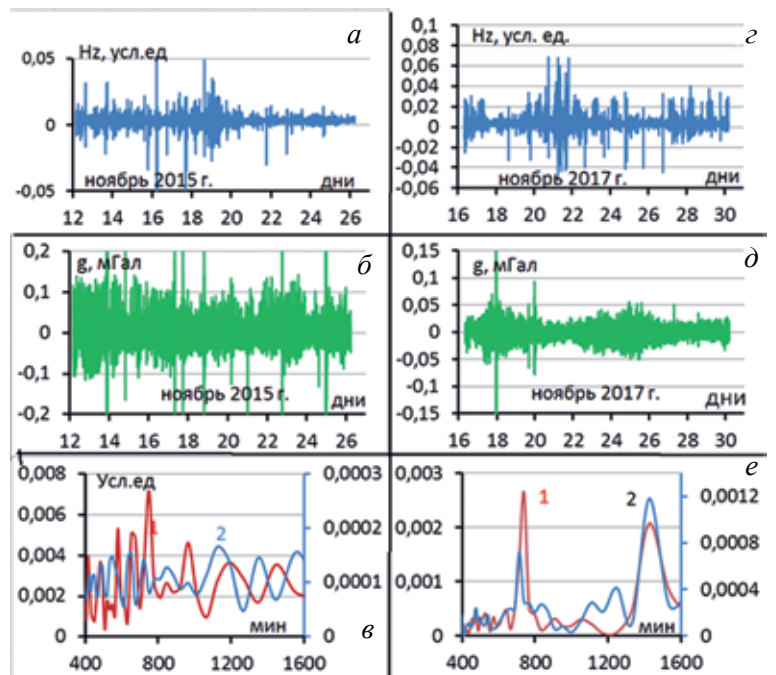 Hz, усл.ед
а
0,05
0
-0,05
ноябрь 2015 г.
дни
12 14 16 18 20 22 24 26
0,2
g, мГал
б
0,1
0
-0,1
ноябрь 2015 г.
-0,2
дни
12 14 16 18 20 22 24 26
0,008
Усл.ед
0,0003
0,006
1
0,0002
2
0,004
0,0001
0,002
мин
0
0
в
400 800 1200 1600
0,1
Hz, усл. ед.
г
0,08
0,06
0,04
0,02
0
-0,02
-0,04
ноябрь 2017 г.
дни
-0,06
16 18 20 22 24 26 28 30
0,15
g, мГал
д
0,1
0,05
0
-0,05
-0,1
ноябрь 2017 г.
дни
-0,15
16 18 20 22 24 26 28 30
0,003
е
1
2
0,0012
0,002
0,0008
0,001
0,0004
мин
0
0
400 800 1200 1600